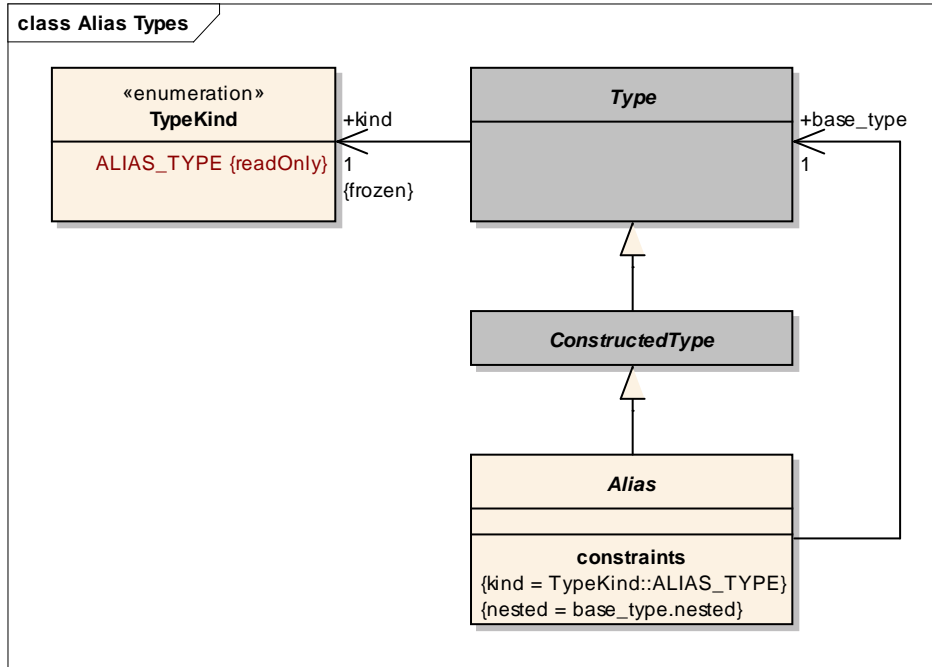 class Alias Types
«enumeration»
TypeKind
ALIAS_TYPE {readOnly}
+kind
1
{frozen}
Type
+base_type
1
ConstructedType
Alias
constraints
{kind = TypeKind::ALIAS_TYPE}
{nested = base_type.nested}